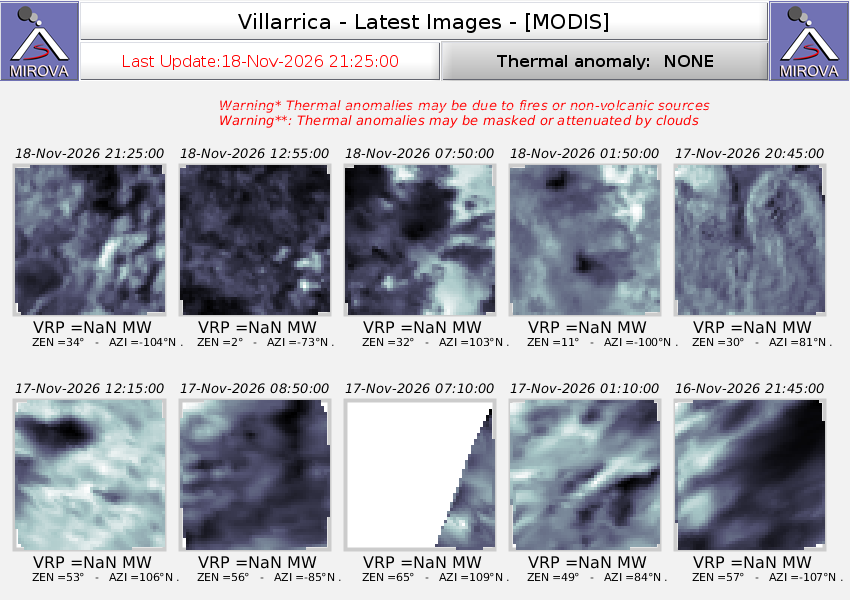 Villarrica - Latest Images - [MODIS]
Last Update:18-Nov-2026 21:25:00
Thermal anomaly: NONE
MIROVA
MIROVA
Warning* Thermal anomalies may be due to fires or non-volcanic sources
Warning**: Thermal anomalies may be masked or attenuated by clouds
18-Nov-2026 21:25:00 18-Nov-2026 12:55:00 18-Nov-2026 07:50:00 18-Nov-2026 01:50:00 17-Nov-2026 20:45:00
VRP =NaN MW VRP =NaN MW VRP =NaN MW VRP =NaN MW VRP =NaN MW
ZEN =34° - AZI =-104°N . ZEN =2° - AZI =-73°N . ZEN =32° - AZI =103°N . ZEN =11° - AZI =-100°N . ZEN =30° - AZI =81°N .
17-Nov-2026 12:15:00 17-Nov-2026 08:50:00 17-Nov-2026 07:10:00 17-Nov-2026 01:10:00 16-Nov-2026 21:45:00
VRP =NaN MW VRP =NaN MW VRP =NaN MW VRP =NaN MW VRP =NaN MW
ZEN =53° - AZI =106°N . ZEN =56° - AZI =-85°N . ZEN =65° - AZI =109°N . ZEN =49° - AZI =84°N . ZEN =57° - AZI =-107°N .